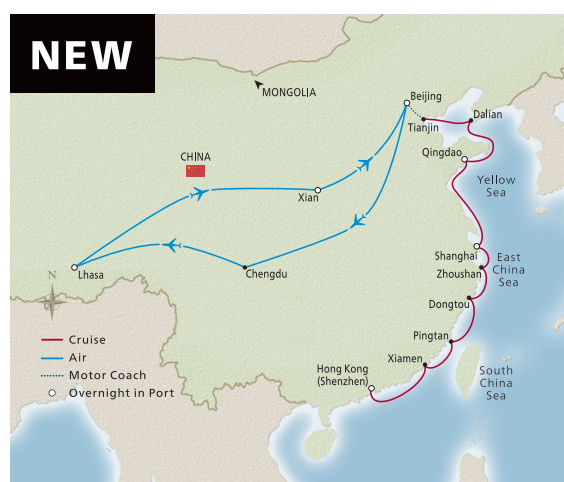 NEW
MONGOLIA
Beijing
Tianjin
Dalian
CHINA
Qingdao
Yellow
Sea
Xian
Lhasa
Chengdu
Shanghai
Zhoushan
East
China
Sea
N
Dongtou
Pingtan
Xiamen
Hong Kong
(Shenzhen)
South
China
Sea
Cruise
Air
Motor Coach
Overnight in Port